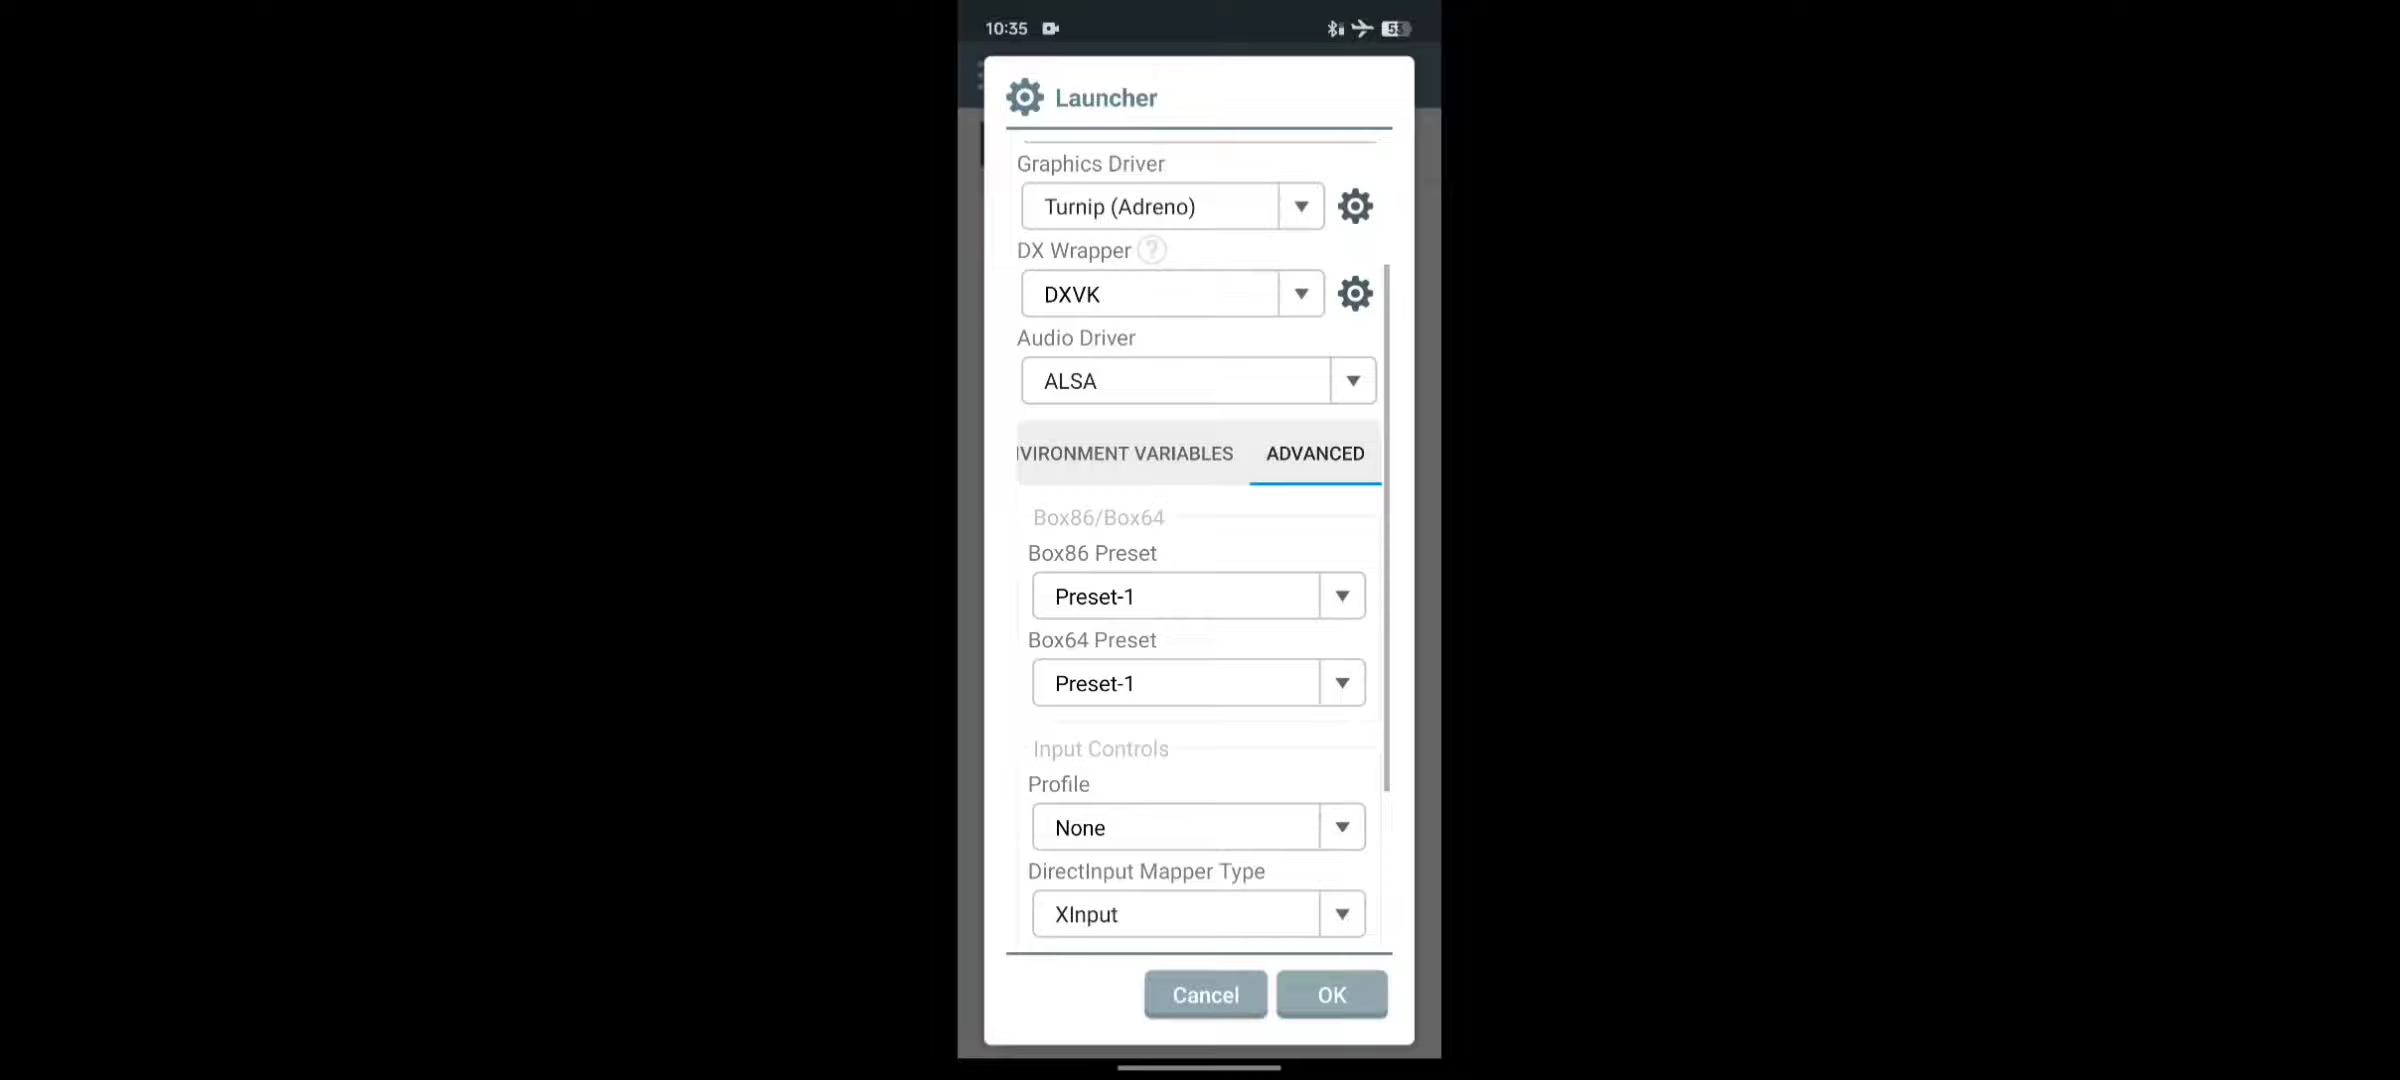 10:35
Launcher
Graphics Driver
Turnip (Adreno)
DX Wrapper ?
DXVK
Audio Driver
ALSA
VIRONMENT VARIABLES ADVANCED
Box86/Box64
Box86 Preset
Preset-1
Box64 Preset
Preset-1
Input Controls
Profile
None
DirectInput Mapper Type
XInput
Cancel OK